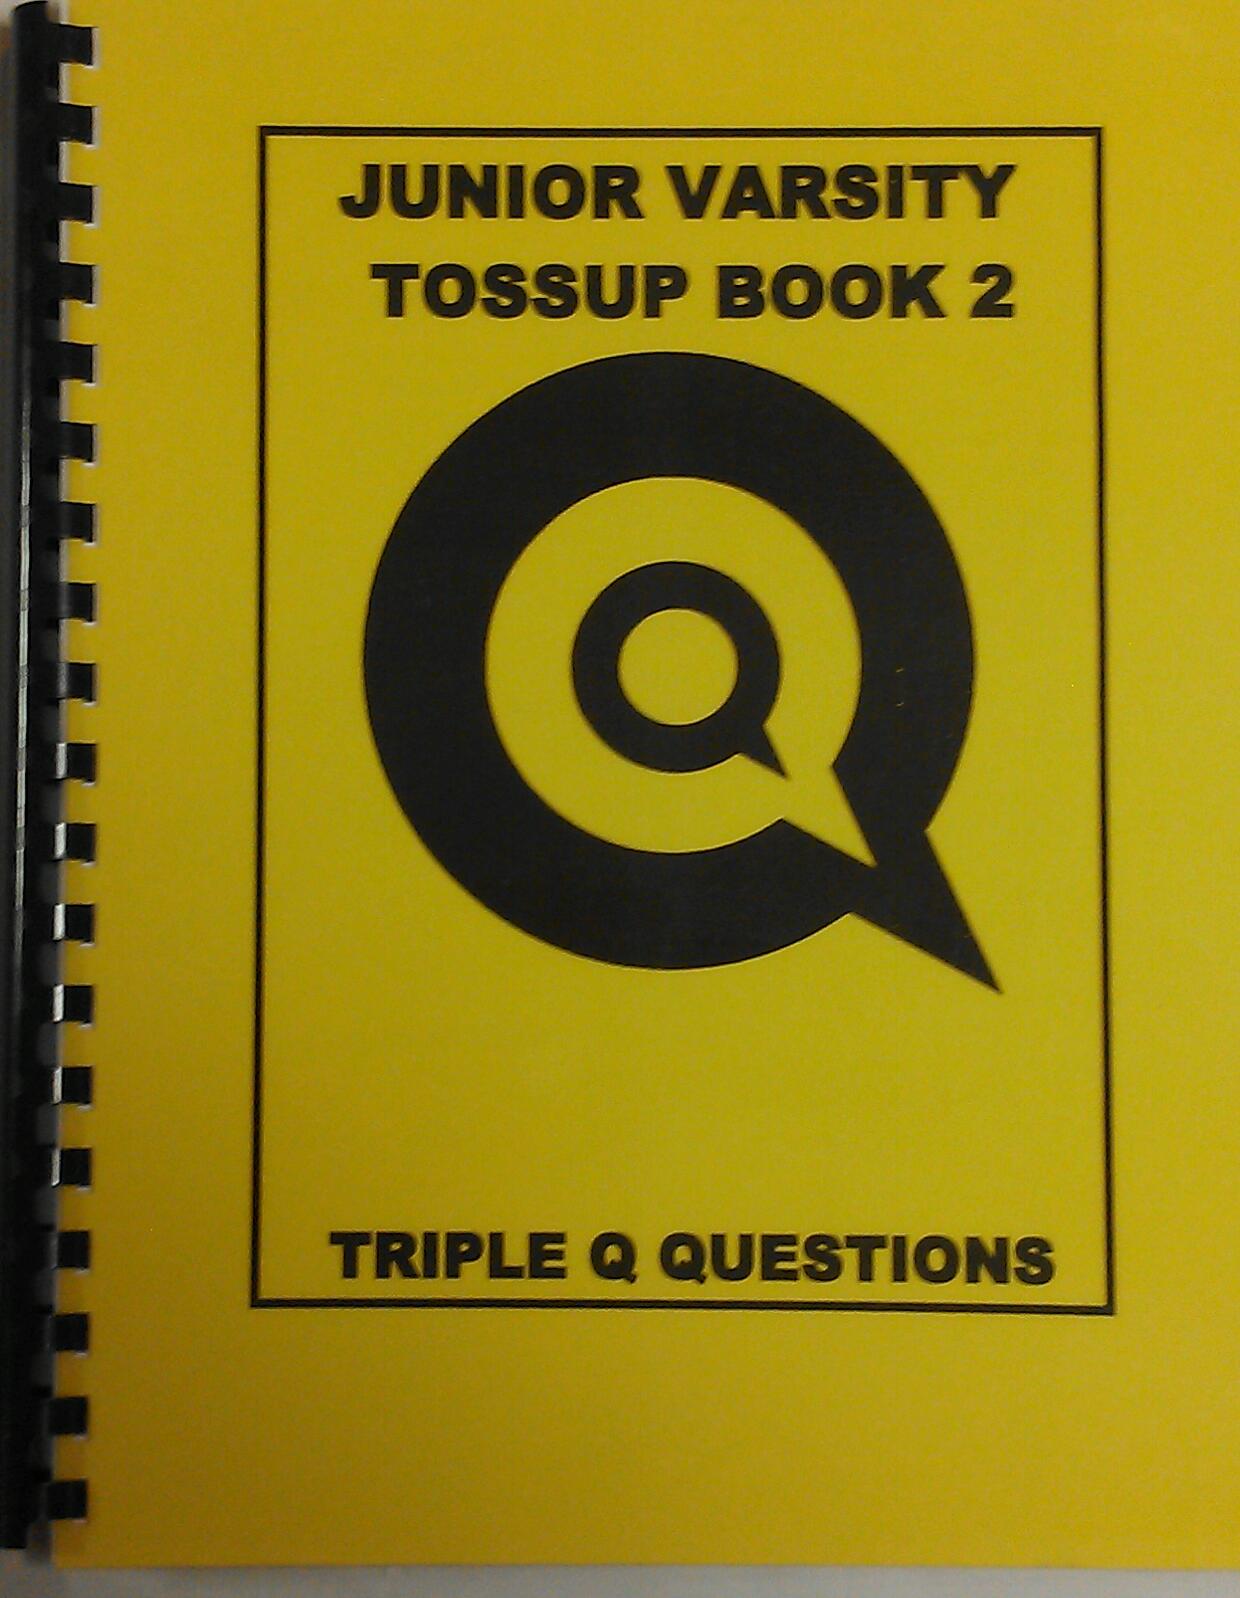 JUNIOR VARSITY
TOSSUP BOOK 2
TRIPLE Q QUESTIONS